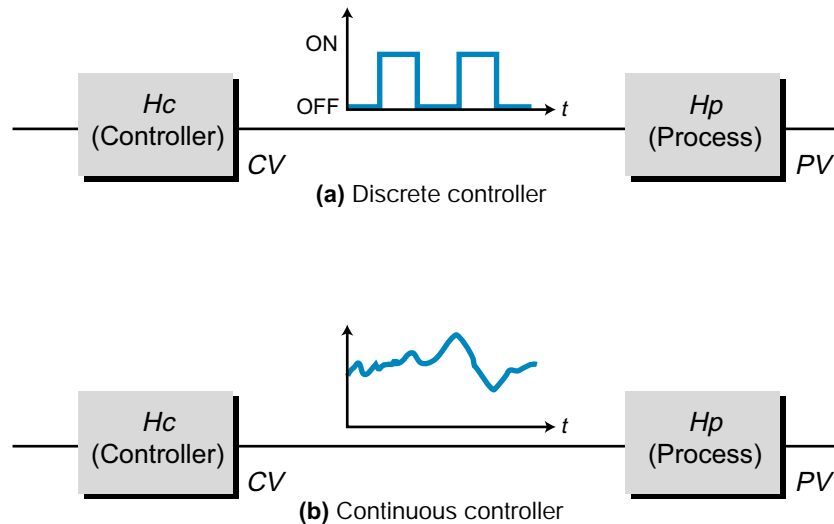 ON
OFF
t
Hc
(Controller)
Hp
(Process)
CV
PV
(a) Discrete controller
t
Hc
(Controller)
Hp
(Process)
CV
PV
(b) Continuous controller